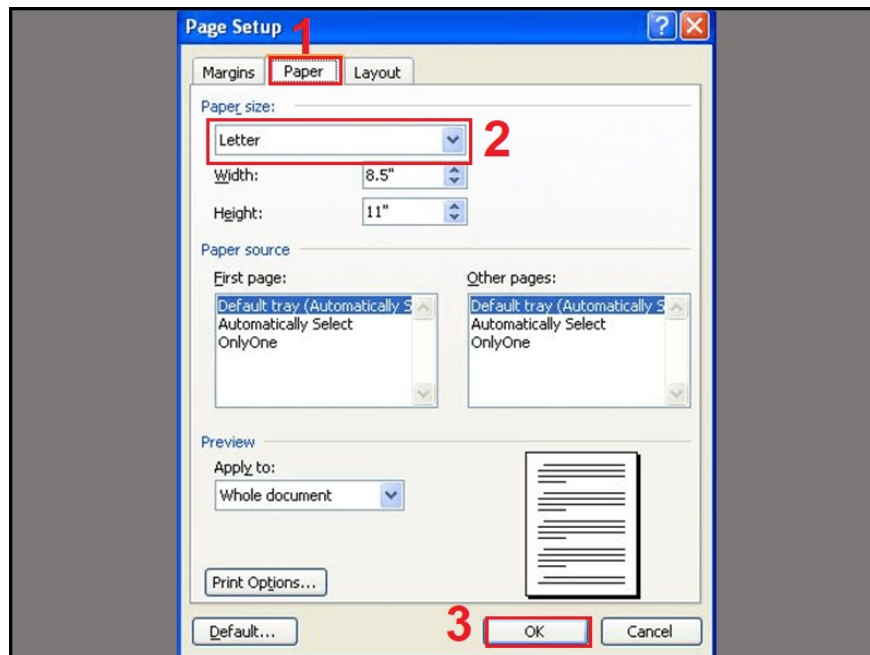 Page Setup
1
Margins Paper Layout
Paper size:
Letter
2
Width: 8.5"
Height: 11"
Paper source
First page: Other pages:
Default tray (Automatically S Default tray (Automatically S
Automatically Select Automatically Select
OnlyOne OnlyOne
Preview
Apply to:
Whole document
Print Options...
Default... 3 OK Cancel